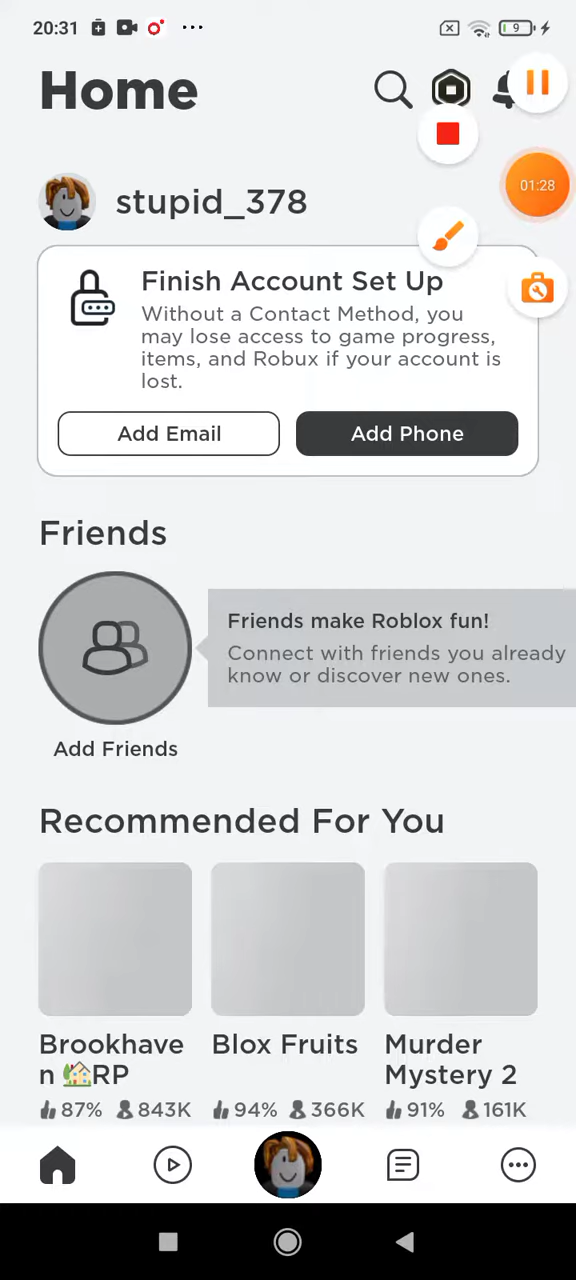 20:31
9
Home
01:28
stupid_378
Finish Account Set Up
Without a Contact Method, you
may lose access to game progress,
items, and Robux if your account is
lost.
Add Email
Add Phone
Friends
Friends make Roblox fun!
Connect with friends you already
know or discover new ones.
Add Friends
Recommended For You
Brookhave
n 🏡RP
87% 843K
Blox Fruits
94% 366K
Murder
Mystery 2
91% 161K